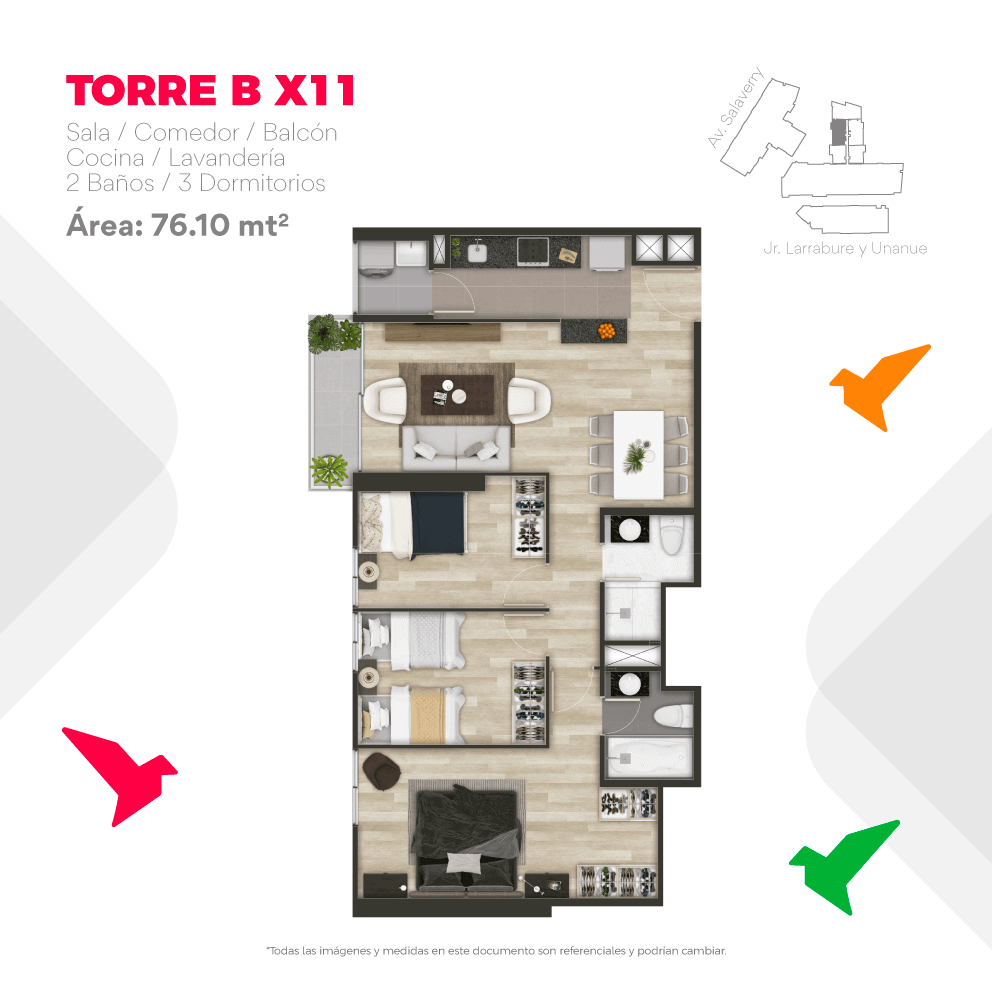 TORRE B X11
Sala / Comedor / Balcón
Cocina / Lavandería
2 Baños / 3 Dormitorios
Área: 76.10 mt²
Av. Salaverry
Jr. Larrabure y Unanue
*Todas las imágenes y medidas en este documento son referenciales y podrían cambiar.